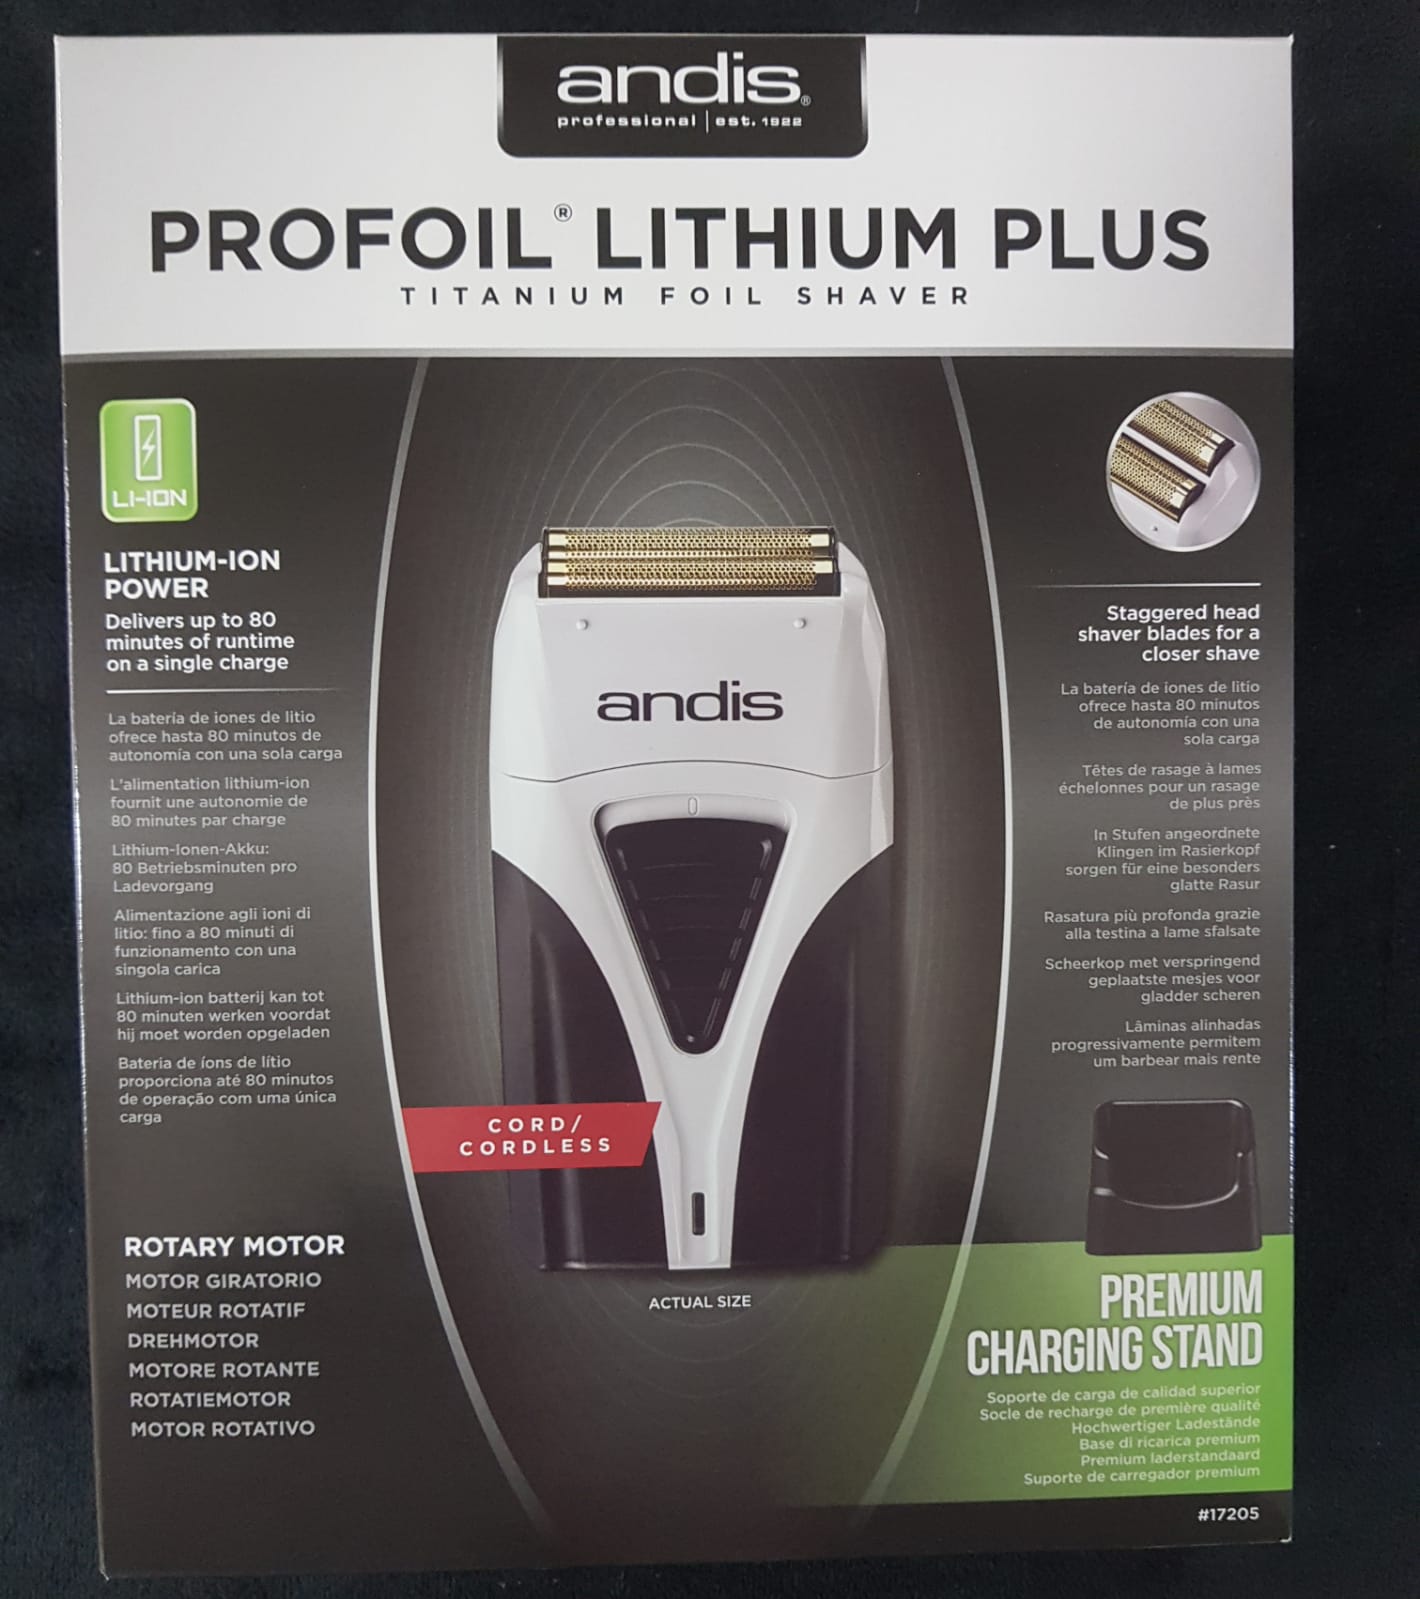 andis®
professional | est. 1922
PROFOIL® LITHIUM PLUS
TITANIUM FOIL SHAVER
LI-ION
LITHIUM-ION
POWER
Delivers up to 80
minutes of runtime
on a single charge
La batería de iones de litio
ofrece hasta 80 minutos de
autonomía con una sola carga
L'alimentation lithium-ion
fournit une autonomie de
80 minutes par charge
Lithium-Ionen-Akku:
80 Betriebsminuten pro
Ladevorgang
Alimentazione agli ioni di
litio: fino a 80 minuti di
funzionamento con una
singola carica
Lithium-ion batterij kan tot
80 minuten werken voordat
hij moet worden opgeladen
Bateria de íons de lítio
proporciona até 80 minutos
de operação com uma única
carga
ROTARY MOTOR
MOTOR GIRATORIO
MOTEUR ROTATIF
DREHMOTOR
MOTORE ROTANTE
ROTATIEMOTOR
MOTOR ROTATIVO
andis
0
CORD/
CORDLESS
ACTUAL SIZE
Staggered head
shaver blades for a
closer shave
La batería de iones de litio
ofrece hasta 80 minutos
de autonomía con una
sola carga
Têtes de rasage à lames
échelonnes pour un rasage
de plus près
In Stufen angeordnete
Klingen im Rasierkopf
sorgen für eine besonders
glatte Rasur
Rasatura più profonda grazie
alla testina a lame sfalsate
Scheerkop met verspringend
geplaatste mesjes voor
gladder scheren
Lâminas alinhadas
progressivamente permitem
um barbear mais rente
PREMIUM
CHARGING STAND
Soporte de carga de calidad superior
Socle de recharge de première qualité
Hochwertiger Ladestände
Base di ricarica premium
Premium laderstandaard
Suporte de carregador premium
#17205